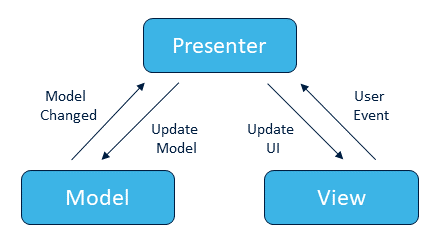 Presenter
Model
Changed
Update
Model
Update
UI
User
Event
Model
View